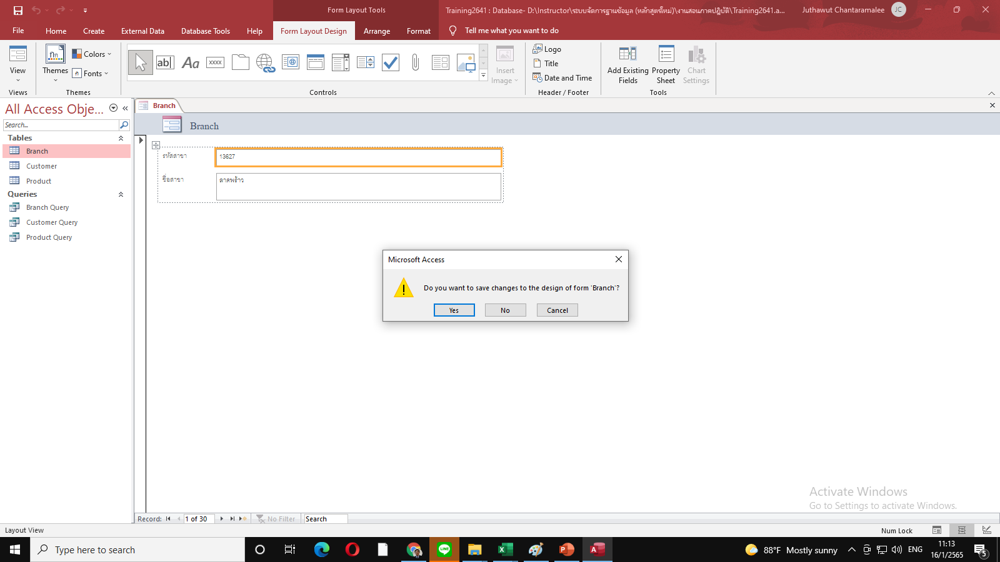 Form Layout Tools
Training2641 : Database- D:\Instructor\ระบบจัดการฐานข้อมูล (หลักสูตรใหม่)\งานสอนภาคปฏิบัติ\Training2641.a...
Juthawut Chantaramalee
JC
File
Home
Create
External Data
Database Tools
Help
Form Layout Design
Arrange
Format
Tell me what you want to do
View
Themes
Colors
Fonts
ab
Aa
xxxx
Insert
Image
Logo
Title
Date and Time
Add Existing
Fields
Property
Sheet
Chart
Settings
Views
Themes
Controls
Header / Footer
Tools
All Access Obje...
Search...
Tables
Branch
Customer
Product
Queries
Branch Query
Customer Query
Product Query
Branch
Branch
รหัสสาขา
13627
ชื่อสาขา
ลาดพร้าว
Microsoft Access
Do you want to save changes to the design of form 'Branch'?
Yes
No
Cancel
Activate Windows
Go to Settings to activate Windows.
Record:
1 of 30
No Filter
Search
Layout View
Num Lock
Type here to search
88°F Mostly sunny
ENG
11:13
16/1/2565
5